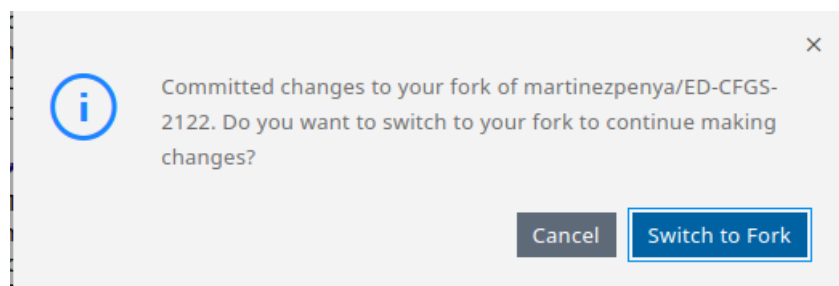 Committed changes to your fork of martinezpenya/ED-CFGS-
2122. Do you want to switch to your fork to continue making
changes?
Cancel
Switch to Fork